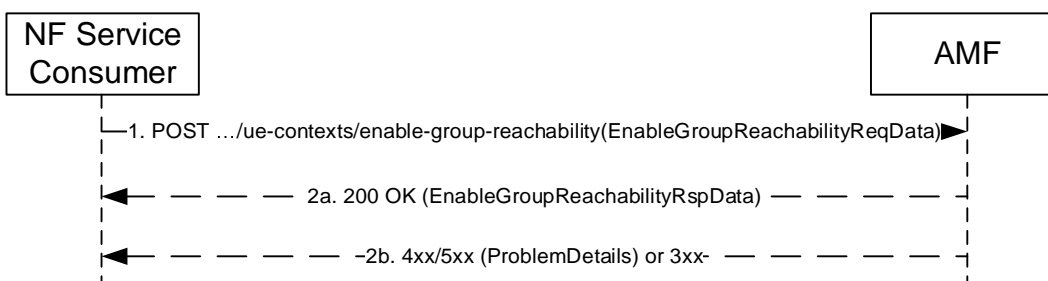 NF Service
Consumer
AMF
1. POST …/ue-contexts/enable-group-reachability(EnableGroupReachabilityReqData)
2a. 200 OK (EnableGroupReachabilityRspData)
2b. 4xx/5xx (ProblemDetails) or 3xx